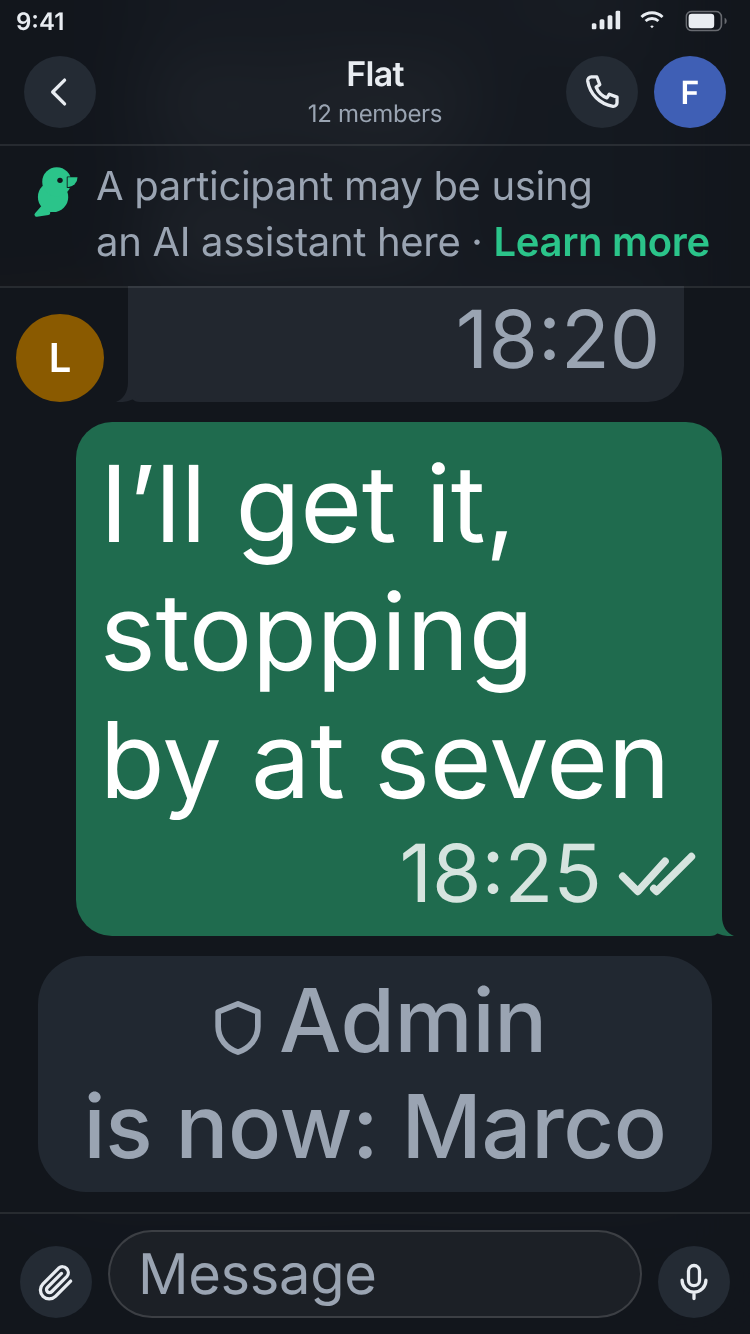 9:41
Flat
12 members
F
A participant may be using
an AI assistant here · Learn more
L
18:20
I’ll get it,
stopping
by at seven
18:25
Admin
is now: Marco
Message